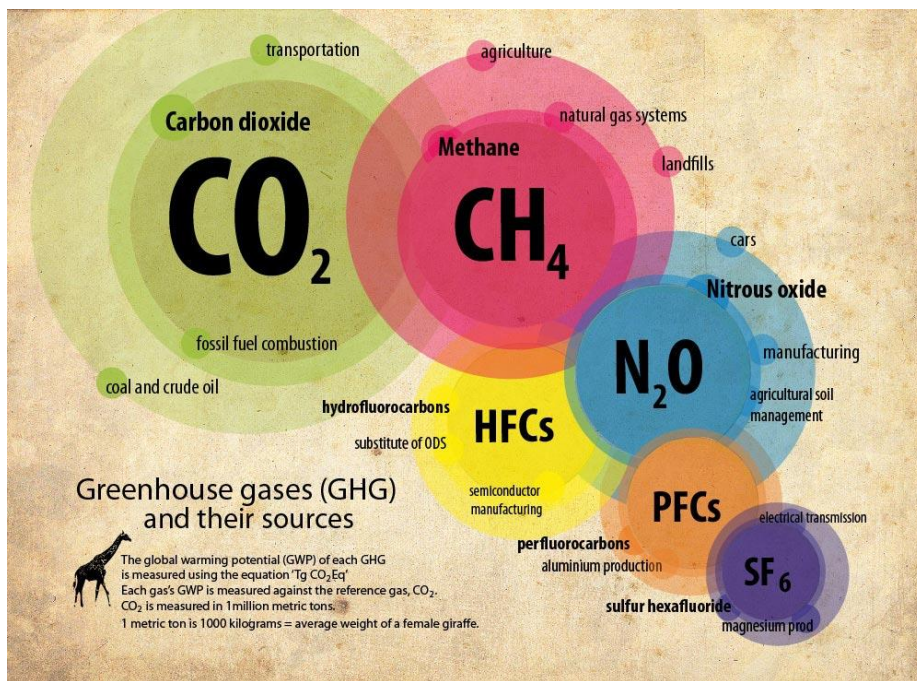 transportation
Carbon dioxide
CO₂
fossil fuel combustion
coal and crude oil
agriculture
natural gas systems
Methane
landfills
CH₄
cars
Nitrous oxide
N₂O
manufacturing
agricultural soil
management
hydrofluorocarbons
HFCs
substitute of ODS
semiconductor
manufacturing
PFCs
perfluorocarbons
aluminium production
electrical transmission
SF₆
sulfur hexafluoride
magnesium prod
Greenhouse gases (GHG)
and their sources
The global warming potential (GWP) of each GHG
is measured using the equation 'Tg CO₂Eq'
Each gas's GWP is measured against the reference gas, CO₂.
CO₂ is measured in 1million metric tons.
1 metric ton is 1000 kilograms = average weight of a female giraffe.